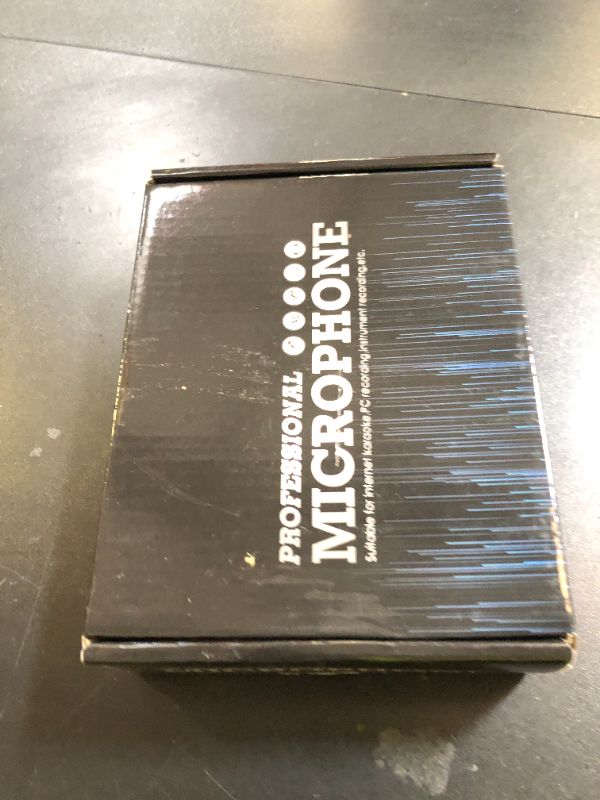 PROFESSIONAL
MICROPHONE
Suitable for internet karaoke,PC recording,instrument recording,etc.